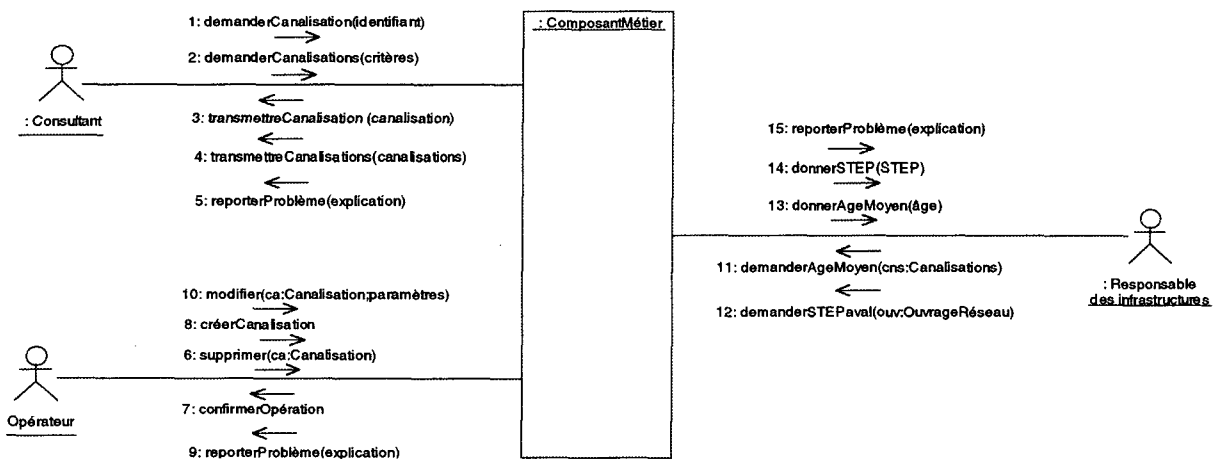 1: demanderCanalisation(identifiant)
2: demanderCanalisations(critères)
: Consultant
3: transmettreCanalisation (canalisation)
4: transmettreCanalisations(canalisations)
5: reporterProblème(explication)
: ComposantMétier
15: reporterProblème(explication)
14: donnerSTEP(STEP)
13: donnerAgeMoyen(âge)
11: demanderAgeMoyen(cns:Canalisations)
12: demanderSTEPaval(ouv:OuvrageRéseau)
: Responsable
des infrastructures
10: modifier(ca:Canalisation;paramètres)
8: créerCanalisation
6: supprimer(ca:Canalisation)
Opérateur
7: confirmerOpération
9: reporterProblème(explication)